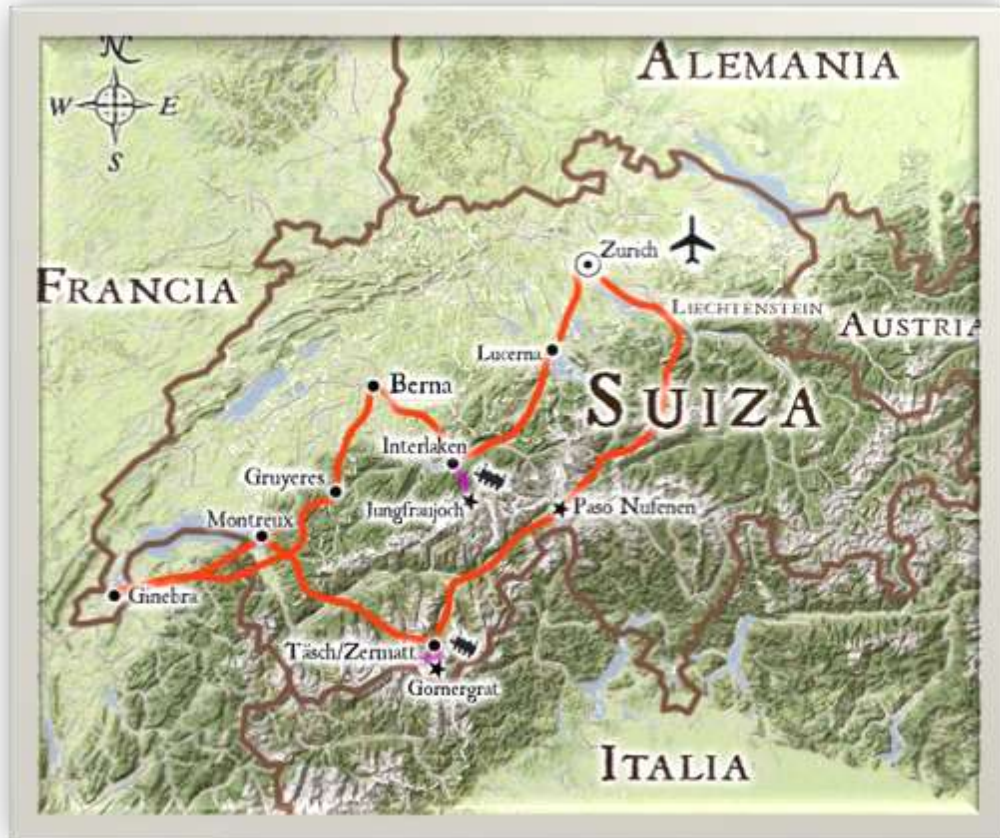 N
ALEMANIA
W E
S
Zurich
FRANCIA
LIECHTENSTEIN
AUSTRIA
Lucerna
Berna
SUIZA
Interlaken
Gruyeres
Jungfraujoch
Paso Nufenen
Montreux
Ginebra
Täsch/Zermatt
Gornergrat
ITALIA